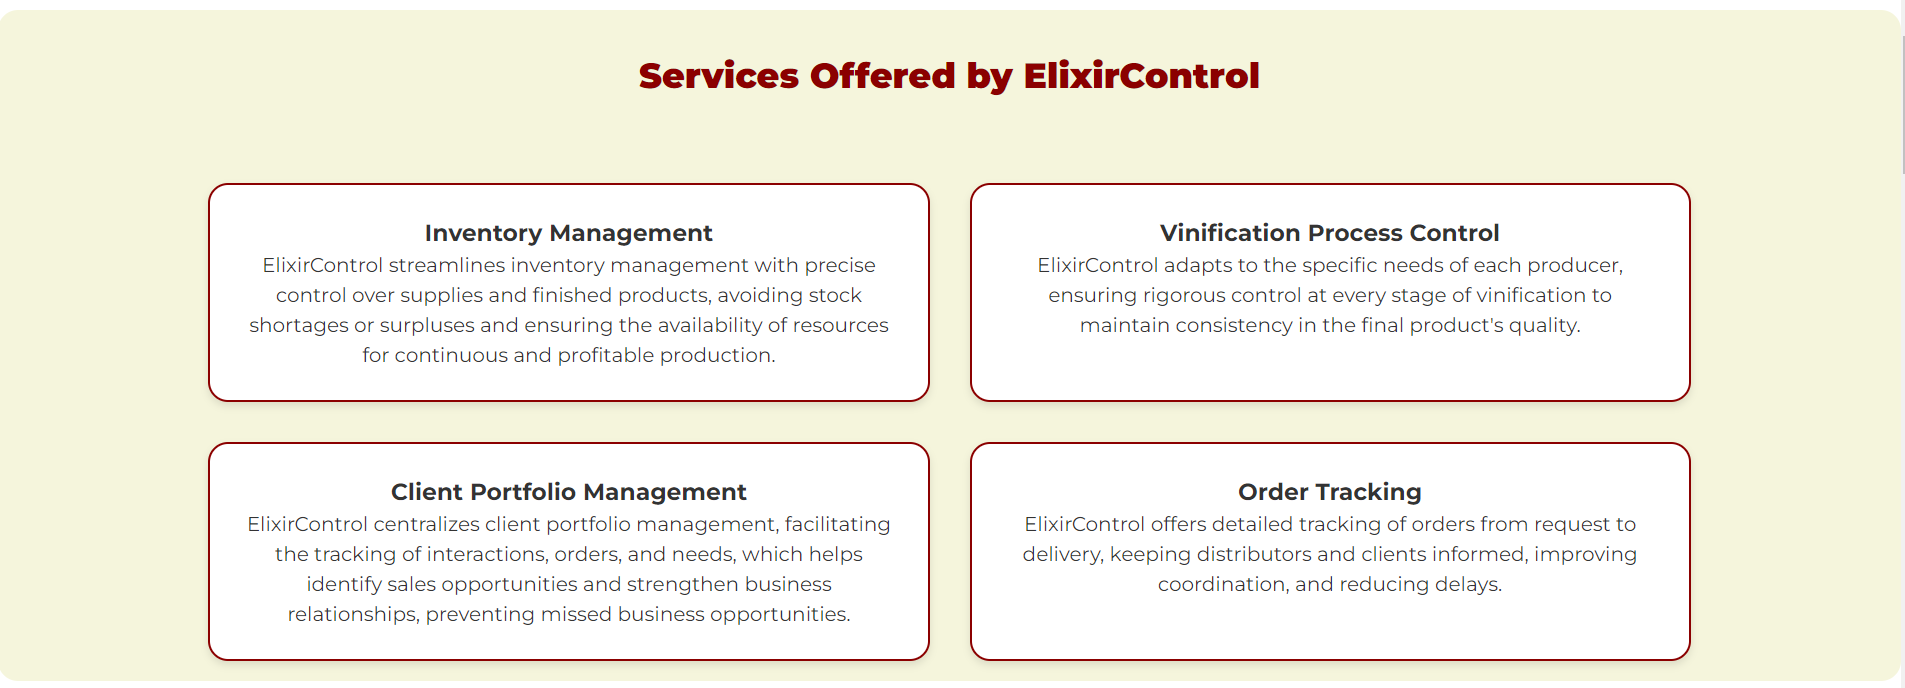 Services Offered by ElixirControl
Inventory Management
ElixirControl streamlines inventory management with precise
control over supplies and finished products, avoiding stock
shortages or surpluses and ensuring the availability of resources
for continuous and profitable production.
Vinification Process Control
ElixirControl adapts to the specific needs of each producer,
ensuring rigorous control at every stage of vinification to
maintain consistency in the final product's quality.
Client Portfolio Management
ElixirControl centralizes client portfolio management, facilitating
the tracking of interactions, orders, and needs, which helps
identify sales opportunities and strengthen business
relationships, preventing missed business opportunities.
Order Tracking
ElixirControl offers detailed tracking of orders from request to
delivery, keeping distributors and clients informed, improving
coordination, and reducing delays.